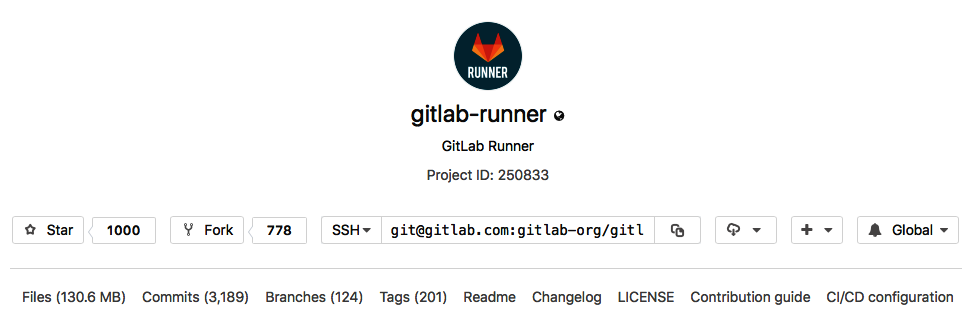 RUNNER
gitlab-runner
GitLab Runner
Project ID: 250833
Star 1000 Fork 778 SSH git@gitlab.com:gitlab-org/gitl Global
Files (130.6 MB) Commits (3,189) Branches (124) Tags (201) Readme Changelog LICENSE Contribution guide CI/CD configuration